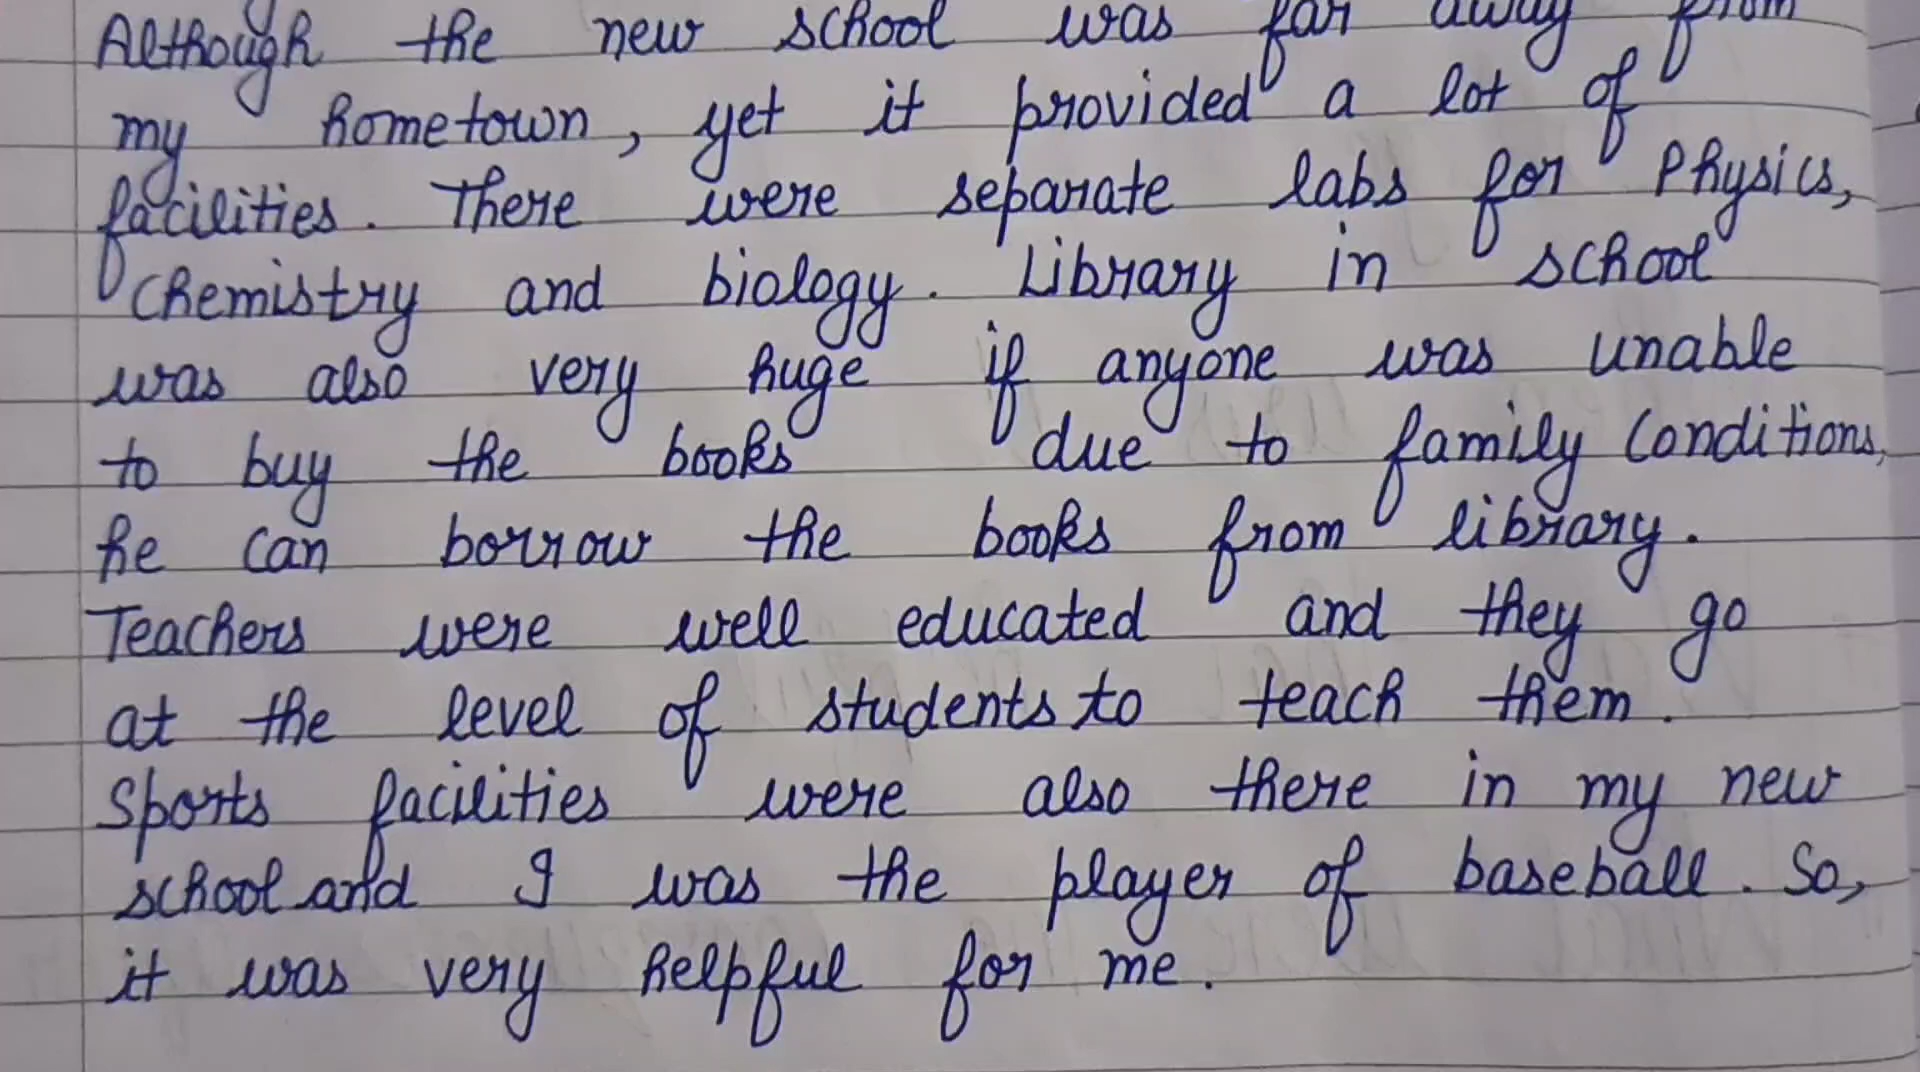 Although the new school was far away from
my hometown, yet it provided a lot of
facilities. There were separate labs for Physics,
Chemistry and biology. Library in school
was also very huge if anyone was unable
to buy the books due to family Conditions,
he can borrow the books from library.
Teachers were well educated and they go
at the level of students to teach them.
Sports facilities were also there in my new
school and I was the player of baseball. So,
it was very helpful for me.